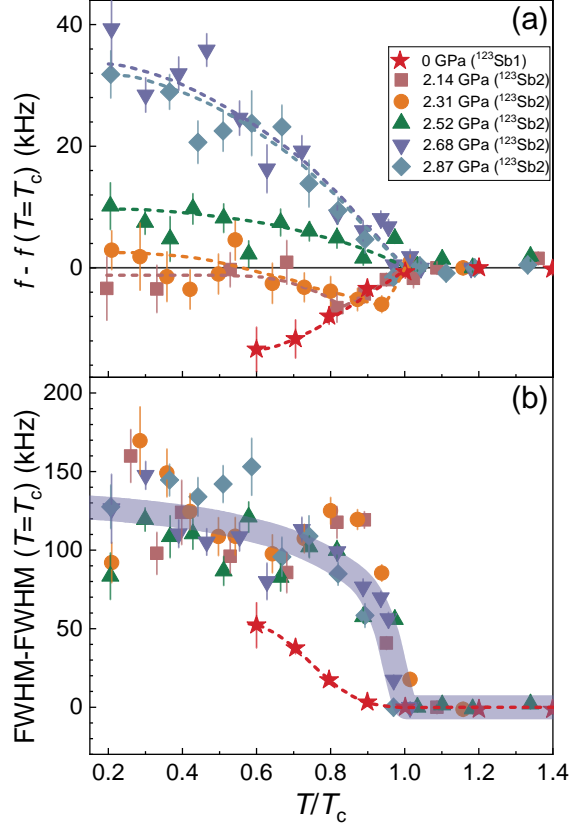 (a)
40
20
0
f - f (T=Tc) (kHz)
0 GPa (¹²³Sb1)
2.14 GPa (¹²³Sb2)
2.31 GPa (¹²³Sb2)
2.52 GPa (¹²³Sb2)
2.68 GPa (¹²³Sb2)
2.87 GPa (¹²³Sb2)
(b)
200
150
100
50
0
FWHM-FWHM (T=Tc) (kHz)
0.2 0.4 0.6 0.8 1.0 1.2 1.4
T/Tc